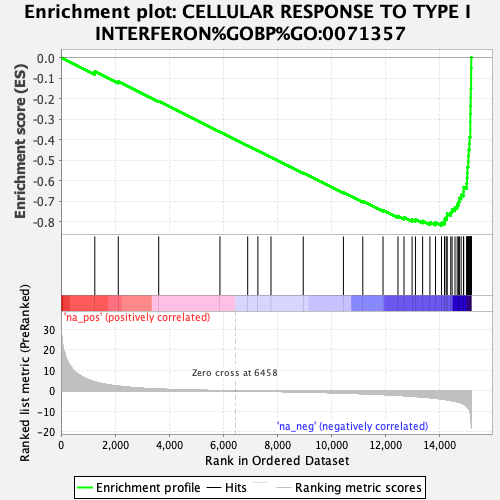 Enrichment plot: CELLULAR RESPONSE TO TYPE I
INTERFERON%GOBP%GO:0071357
Enrichment score (ES)
0.0
-0.1
-0.2
-0.3
-0.4
-0.5
-0.6
-0.7
-0.8
'na_pos' (positively correlated)
Ranked list metric (PreRanked)
30
20
10
0
-10
-20
Zero cross at 6458
'na_neg' (negatively correlated)
0
2,000
4,000
6,000
8,000
10,000
12,000
14,000
Rank in Ordered Dataset
Enrichment profile
Hits
Ranking metric scores